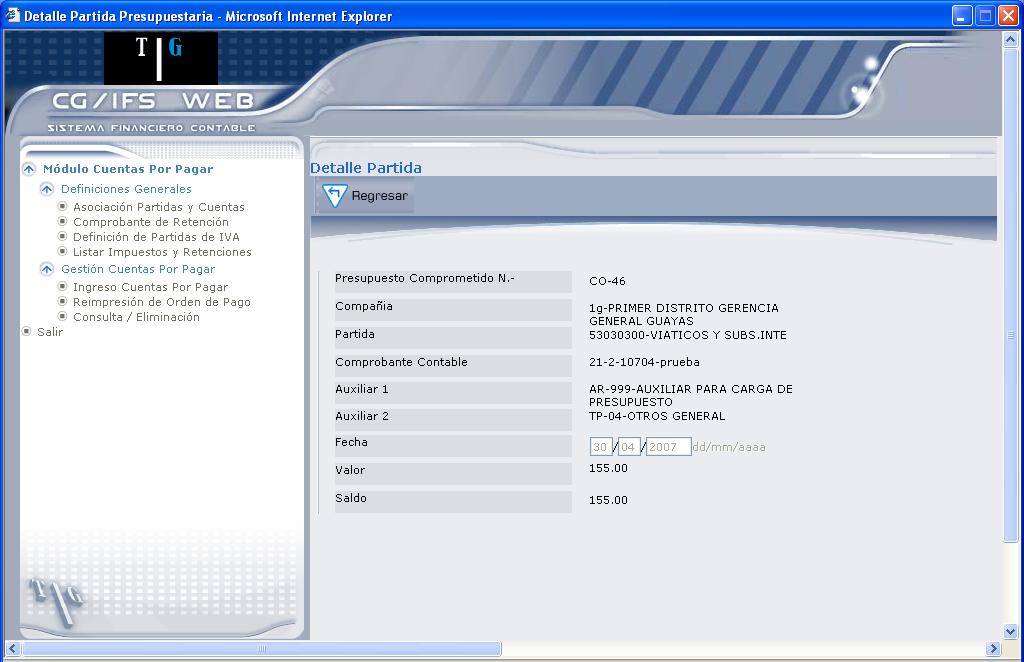 Detalle Partida Presupuestaria - Microsoft Internet Explorer
T G
CG/IFS WEB
SISTEMA FINANCIERO CONTABLE
Módulo Cuentas Por Pagar
Definiciones Generales
Asociación Partidas y Cuentas
Comprobante de Retención
Definición de Partidas de IVA
Listar Impuestos y Retenciones
Gestión Cuentas Por Pagar
Ingreso Cuentas Por Pagar
Reimpresión de Orden de Pago
Consulta / Eliminación
Salir
T G
Detalle Partida
Regresar
Presupuesto Comprometido N.- CO-46
Compañia 1g-PRIMER DISTRITO GERENCIA
GENERAL GUAYAS
Partida 53030300-VIATICOS Y SUBS.INTE
Comprobante Contable 21-2-10704-prueba
Auxiliar 1 AR-999-AUXILIAR PARA CARGA DE
PRESUPUESTO
Auxiliar 2 TP-04-OTROS GENERAL
Fecha 30/04/2007 dd/mm/aaaa
Valor 155.00
Saldo 155.00